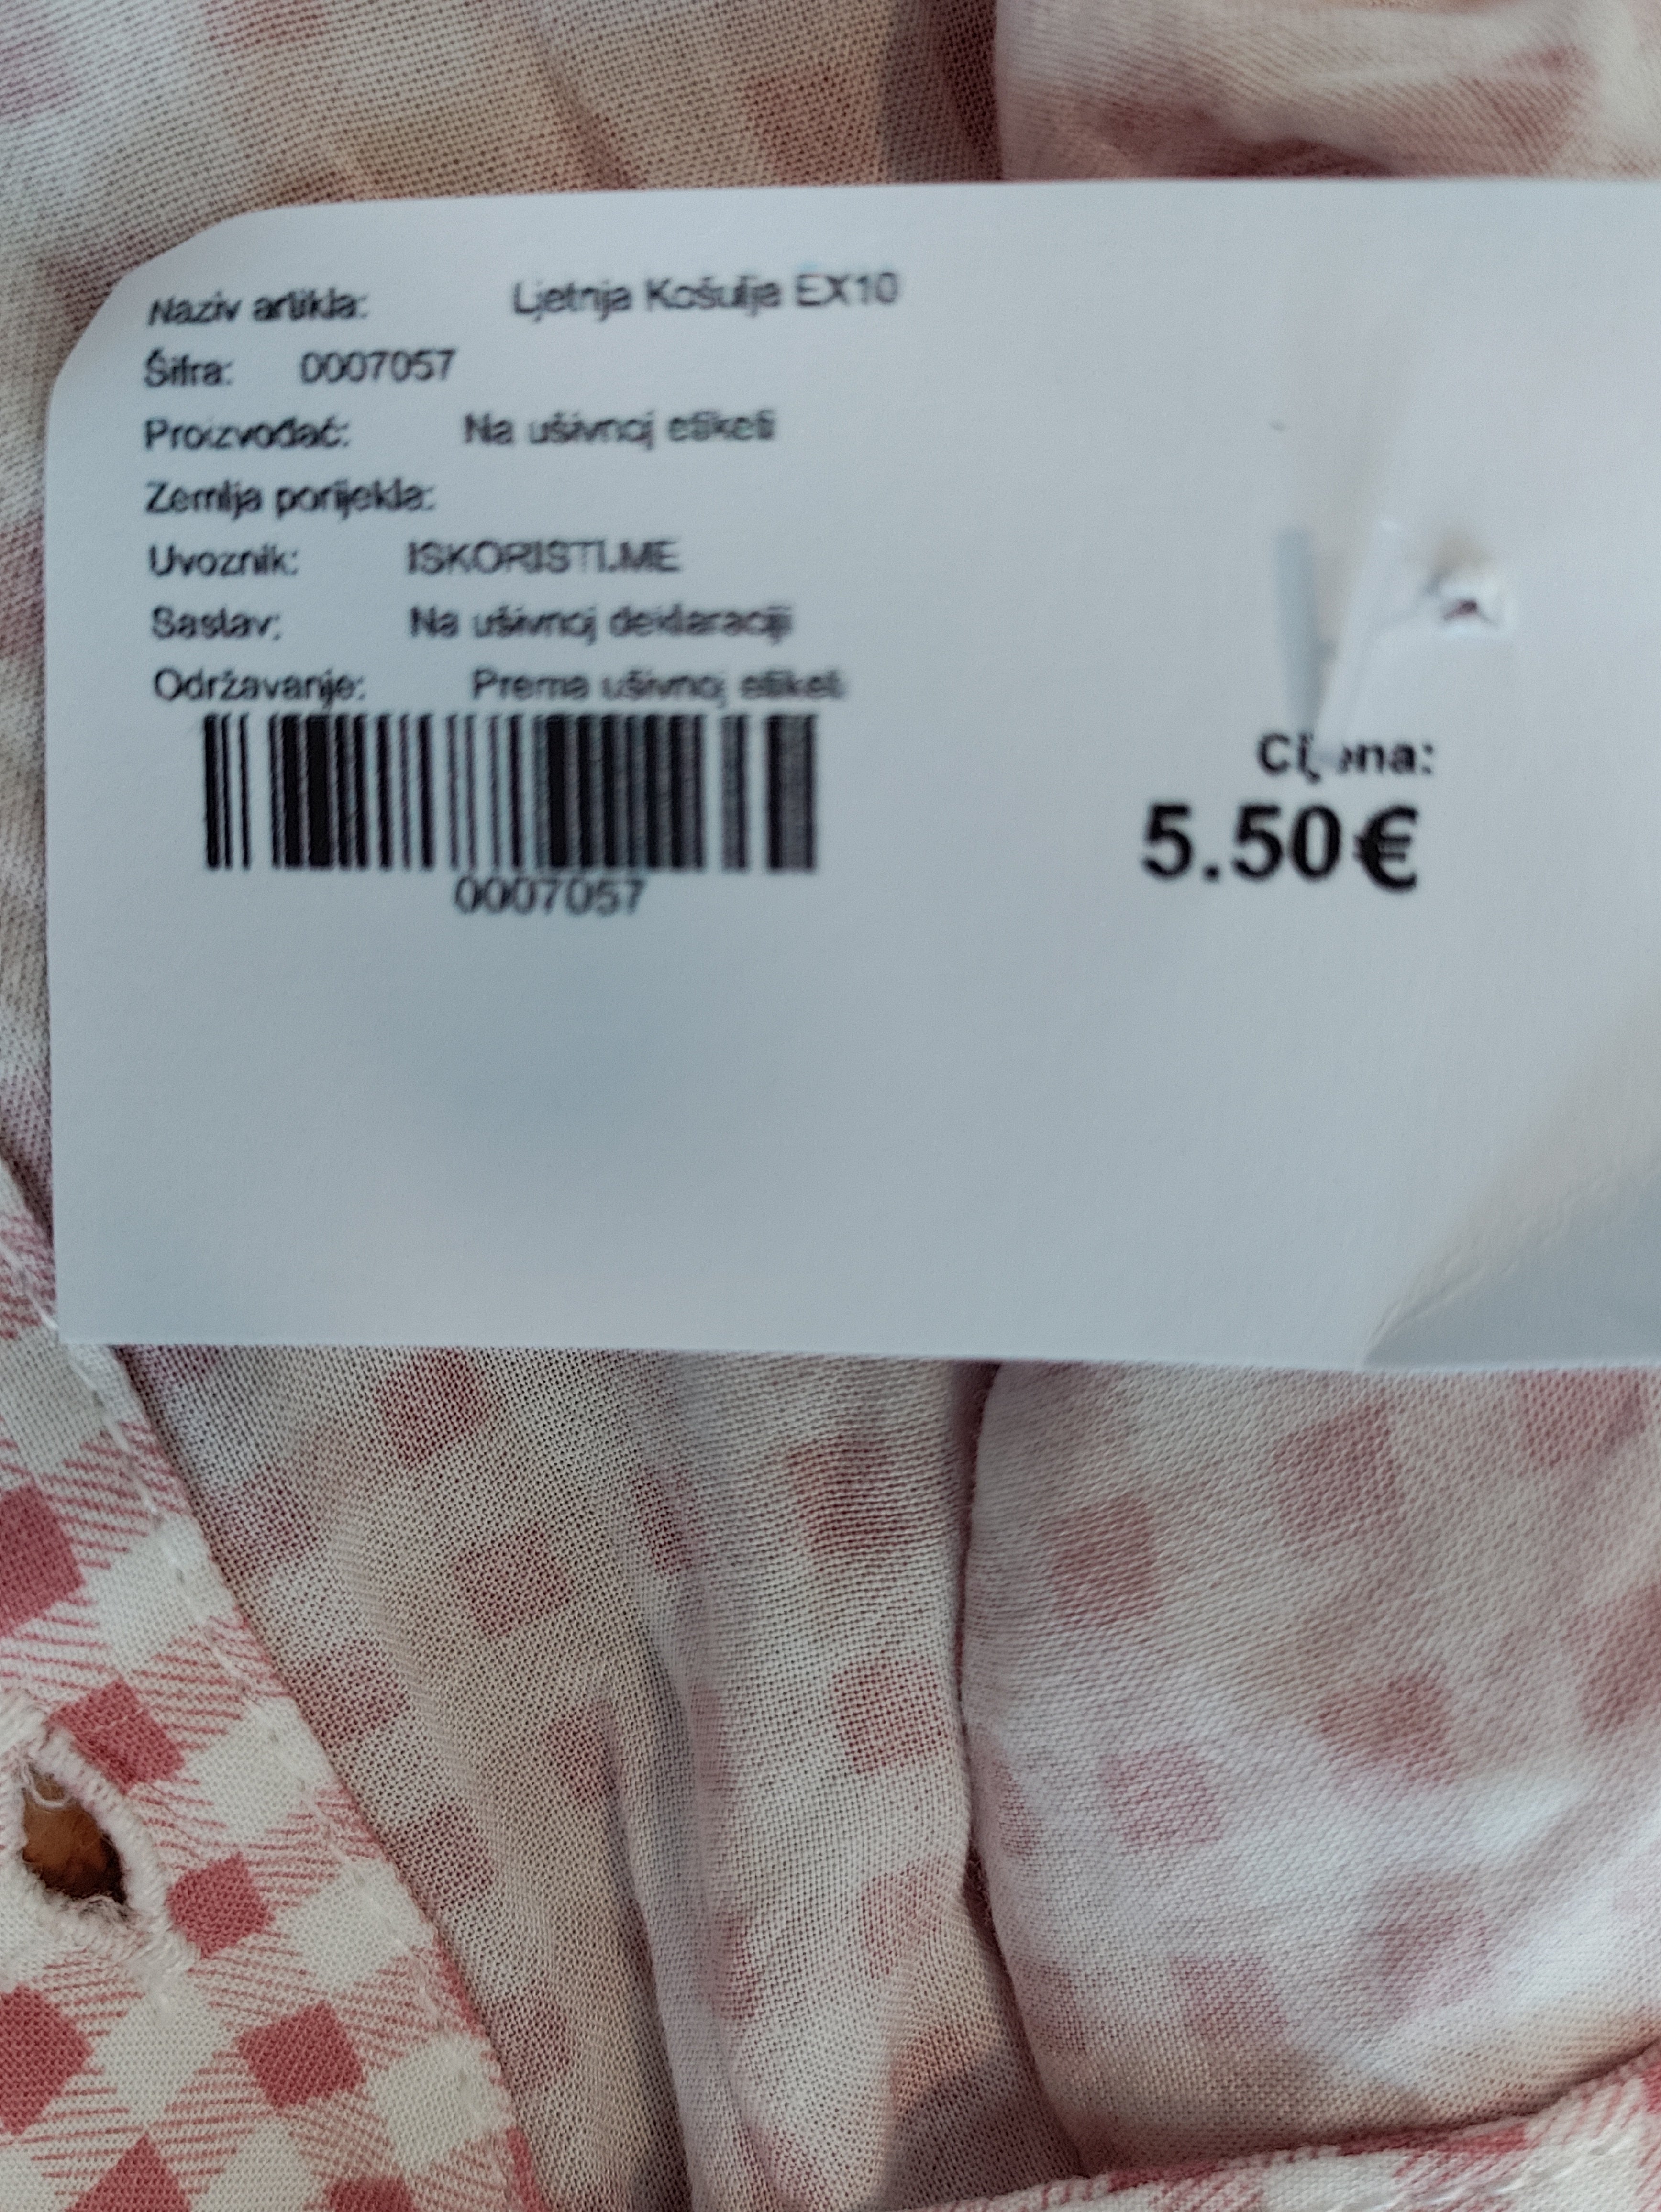 Naziv artikla: Ljetnja Košulja EX10
Šifra: 0007057
Proizvođač: Na ušivnoj etiketi
Zemlja porijekla:
Uvoznik: ISKORISTI.ME
Sastav: Na ušivnoj deklaraciji
Održavanje: Prema ušivnoj etiketi
0007057
Cijena:
5.50€